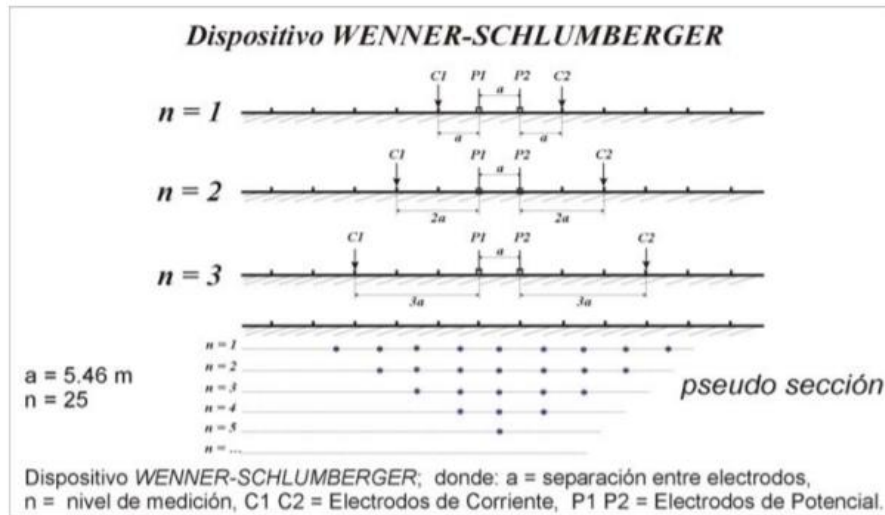 Dispositivo WENNER-SCHLUMBERGER
C1 P1 P2 C2
a
n = 1
a a
C1 P1 P2 C2
a
n = 2
2a 2a
C1 P1 P2 C2
a
n = 3
3a 3a
n = 1
n = 2
n = 3
n = 4
n = 5
n = ...
a = 5.46 m
n = 25
pseudo sección
Dispositivo WENNER-SCHLUMBERGER; donde: a = separación entre electrodos,
n = nivel de medición, C1 C2 = Electrodos de Corriente, P1 P2 = Electrodos de Potencial.